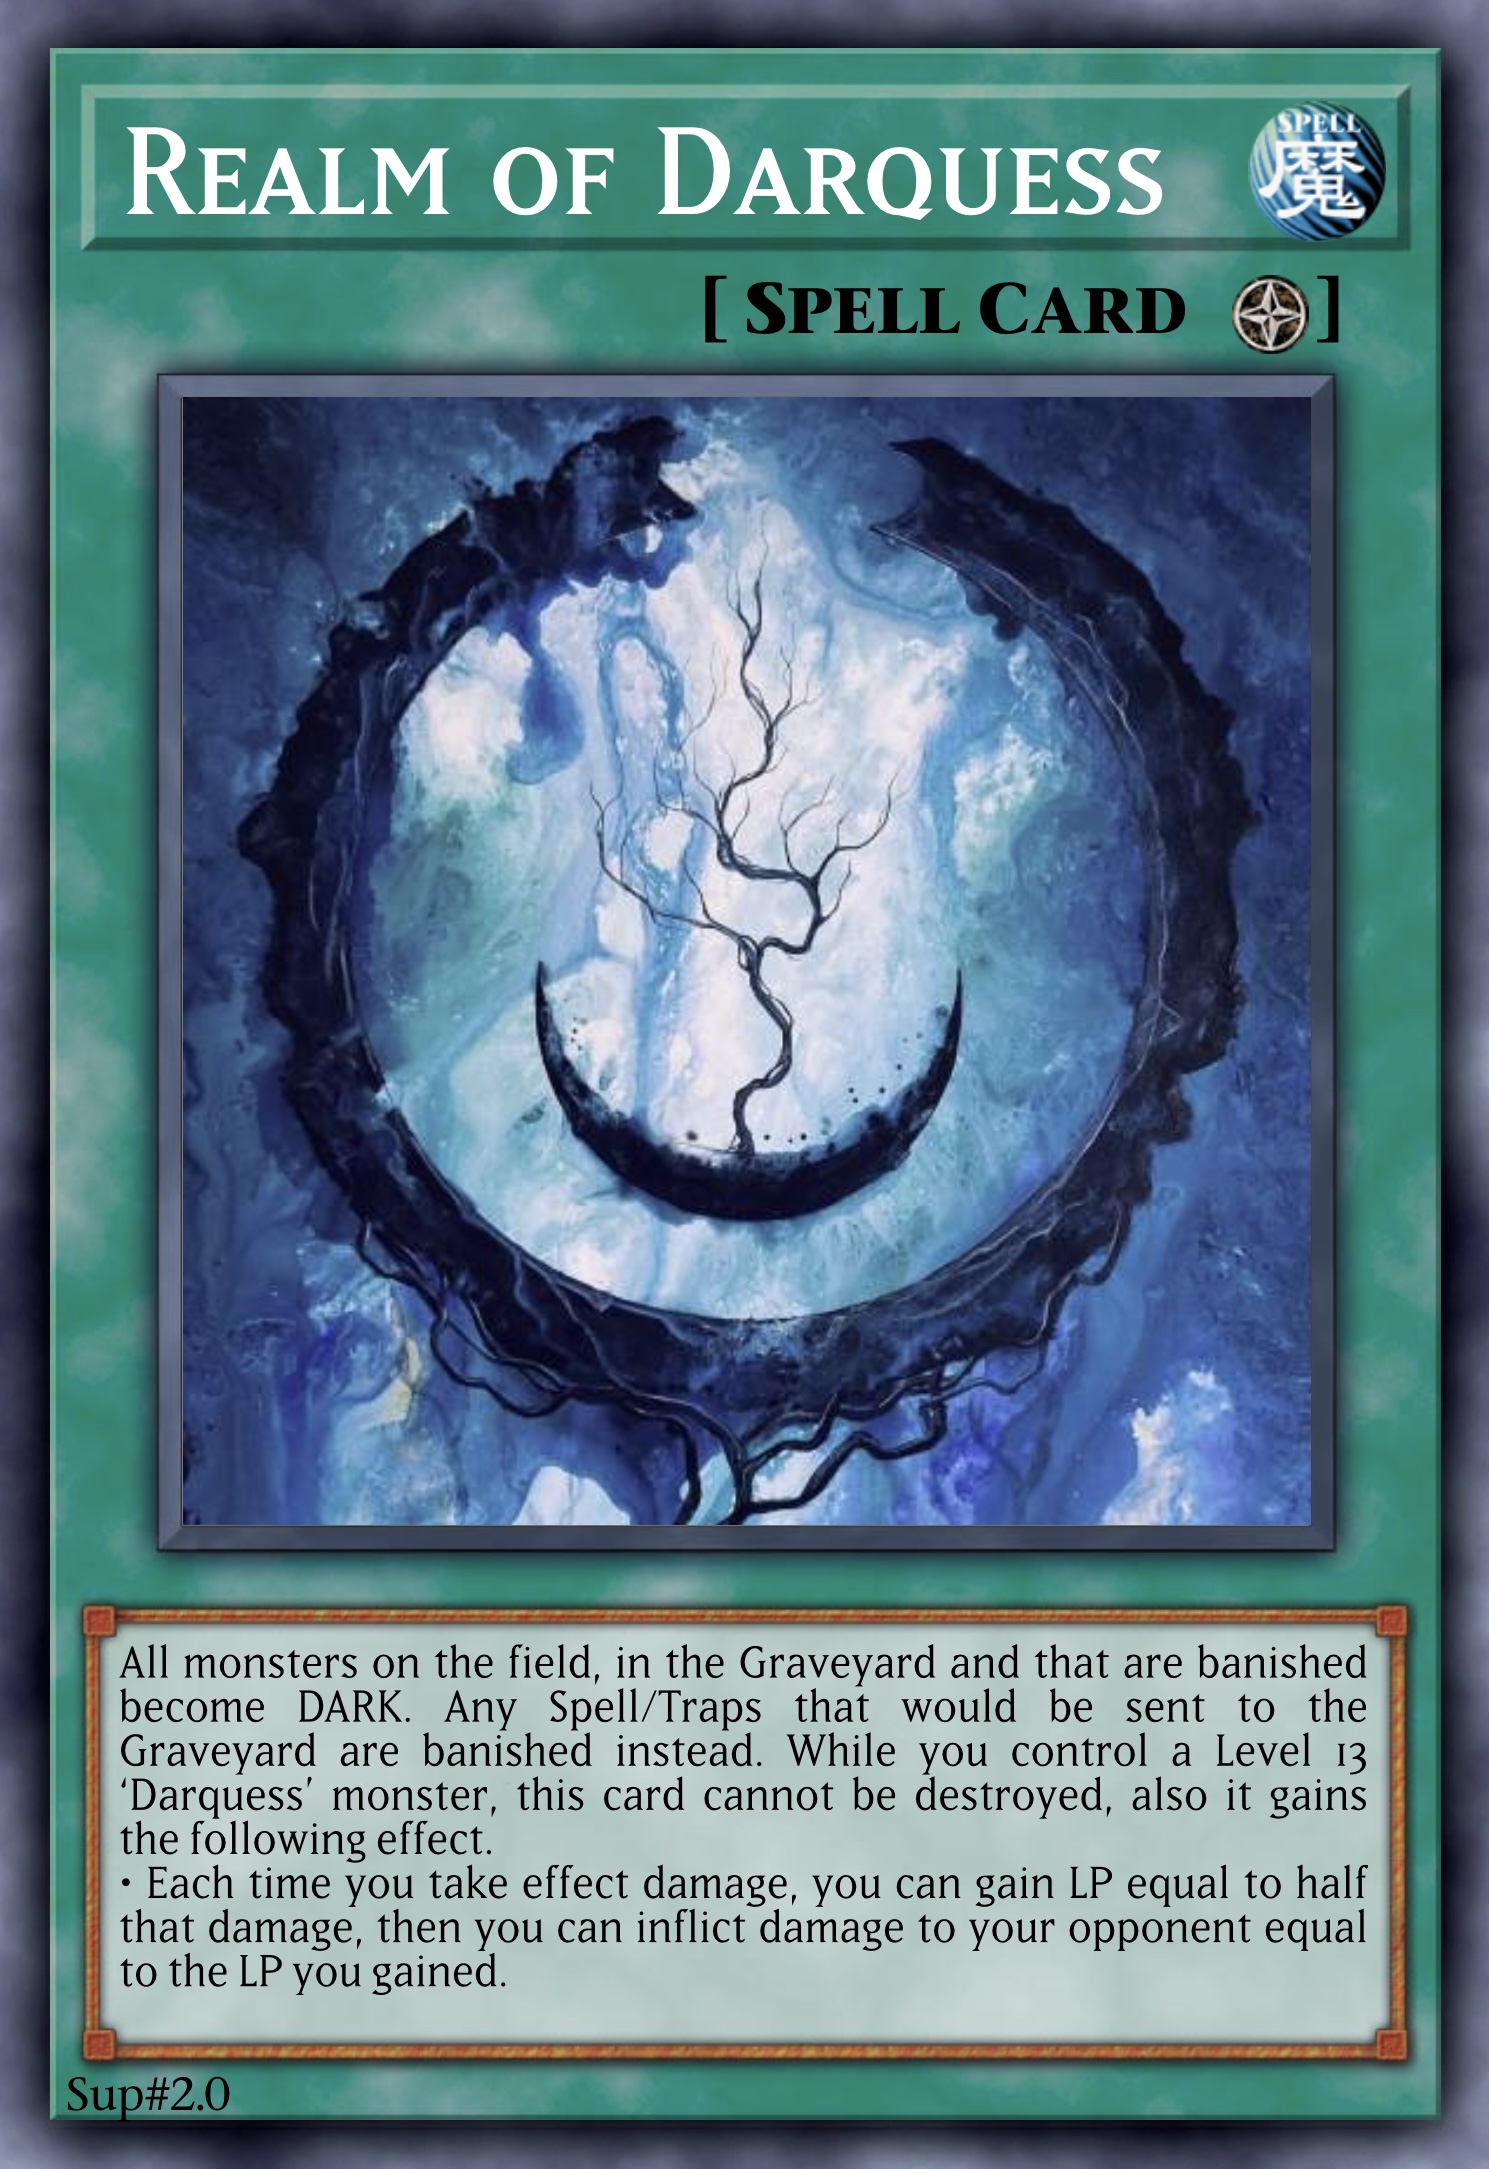 Realm of Darquess
SPELL
魔
[ Spell Card ]
All monsters on the field, in the Graveyard and that are banished
become DARK. Any Spell/Traps that would be sent to the
Graveyard are banished instead. While you control a Level 13
‘Darquess’ monster, this card cannot be destroyed, also it gains
the following effect.
• Each time you take effect damage, you can gain LP equal to half
that damage, then you can inflict damage to your opponent equal
to the LP you gained.
Sup#2.0